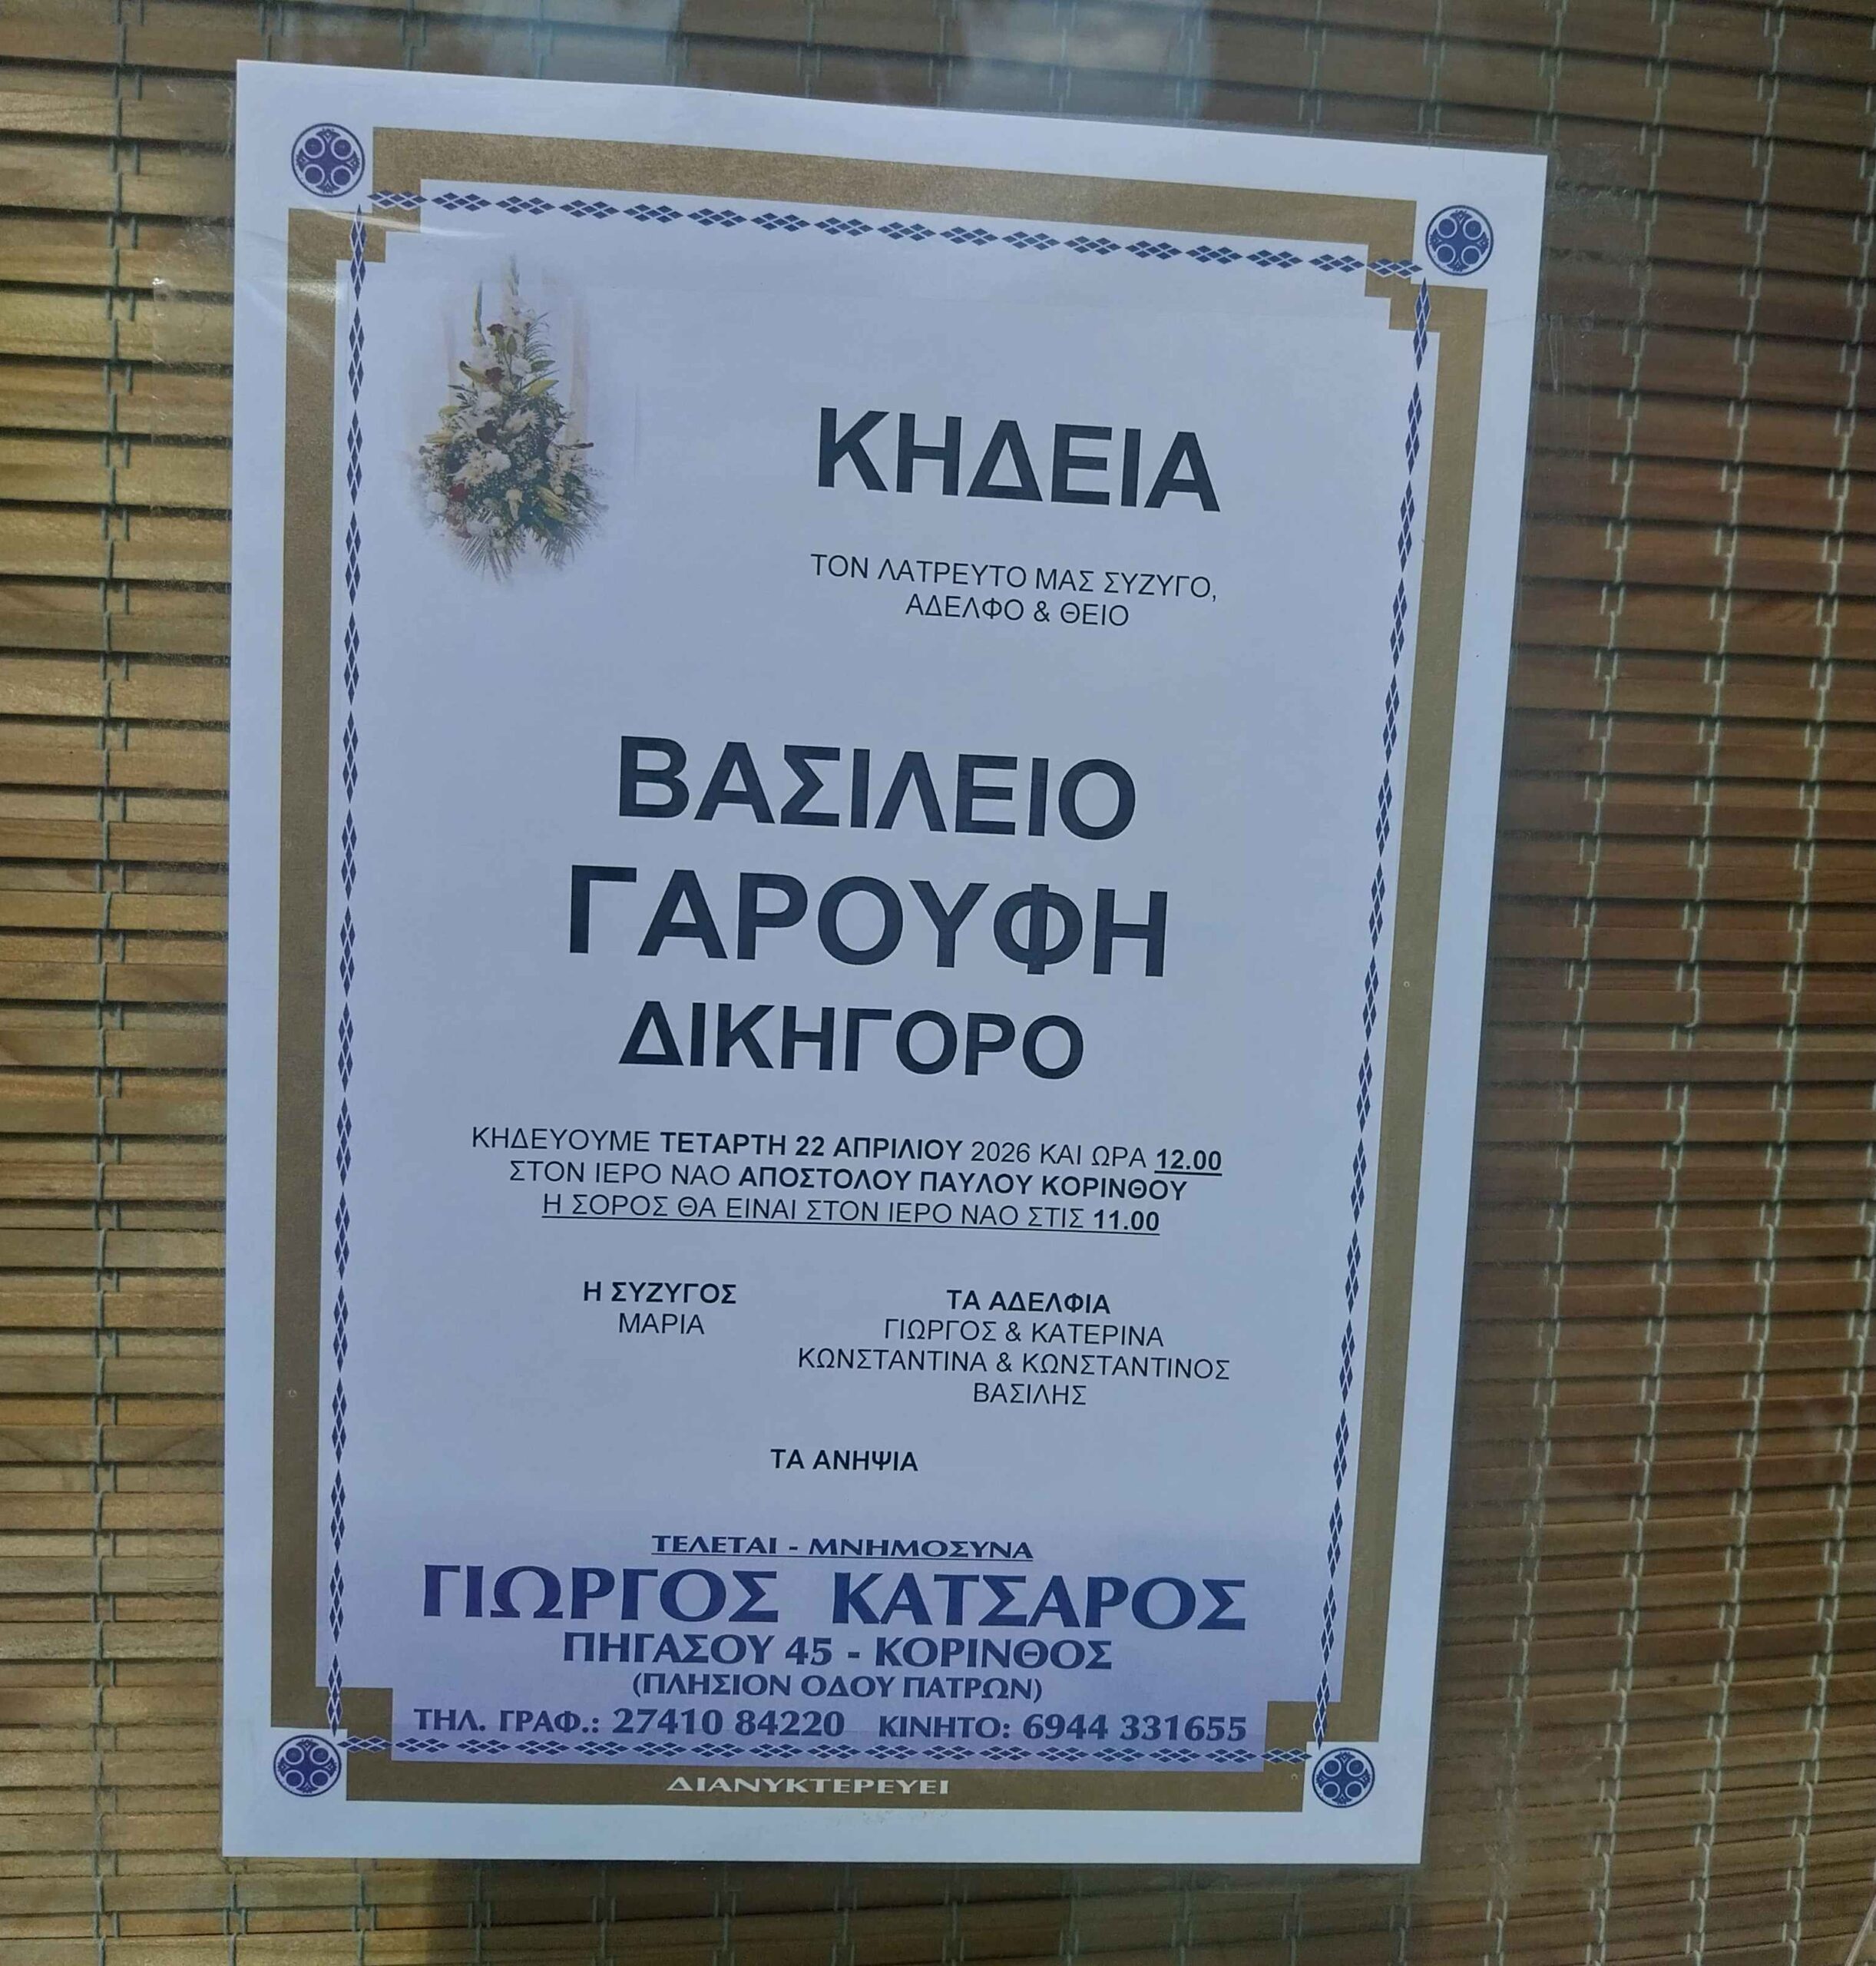 ΚΗΔΕΙΑ
ΤΟΝ ΛΑΤΡΕΥΤΟ ΜΑΣ ΣΥΖΥΓΟ,
ΑΔΕΛΦΟ & ΘΕΙΟ
ΒΑΣΙΛΕΙΟ
ΓΑΡΟΥΦΗ
ΔΙΚΗΓΟΡΟ
ΚΗΔΕΥΟΥΜΕ ΤΕΤΑΡΤΗ 22 ΑΠΡΙΛΙΟΥ 2026 ΚΑΙ ΩΡΑ 12.00
ΣΤΟΝ ΙΕΡΟ ΝΑΟ ΑΠΟΣΤΟΛΟΥ ΠΑΥΛΟΥ ΚΟΡΙΝΘΟΥ
Η ΣΟΡΟΣ ΘΑ ΕΙΝΑΙ ΣΤΟΝ ΙΕΡΟ ΝΑΟ ΣΤΙΣ 11.00
Η ΣΥΖΥΓΟΣ
ΜΑΡΙΑ
ΤΑ ΑΔΕΛΦΙΑ
ΓΙΩΡΓΟΣ & ΚΑΤΕΡΙΝΑ
ΚΩΝΣΤΑΝΤΙΝΑ & ΚΩΝΣΤΑΝΤΙΝΟΣ
ΒΑΣΙΛΗΣ
ΤΑ ΑΝΗΨΙΑ
ΤΕΛΕΤΑΙ - ΜΝΗΜΟΣΥΝΑ
ΓΙΩΡΓΟΣ ΚΑΤΣΑΡΟΣ
ΠΗΓΑΣΟΥ 45 - ΚΟΡΙΝΘΟΣ
(ΠΛΗΣΙΟΝ ΟΔΟΥ ΠΑΤΡΩΝ)
ΤΗΛ. ΓΡΑΦ.: 27410 84220 ΚΙΝΗΤΟ: 6944 331655
ΔΙΑΝΥΚΤΕΡΕΥΕΙ